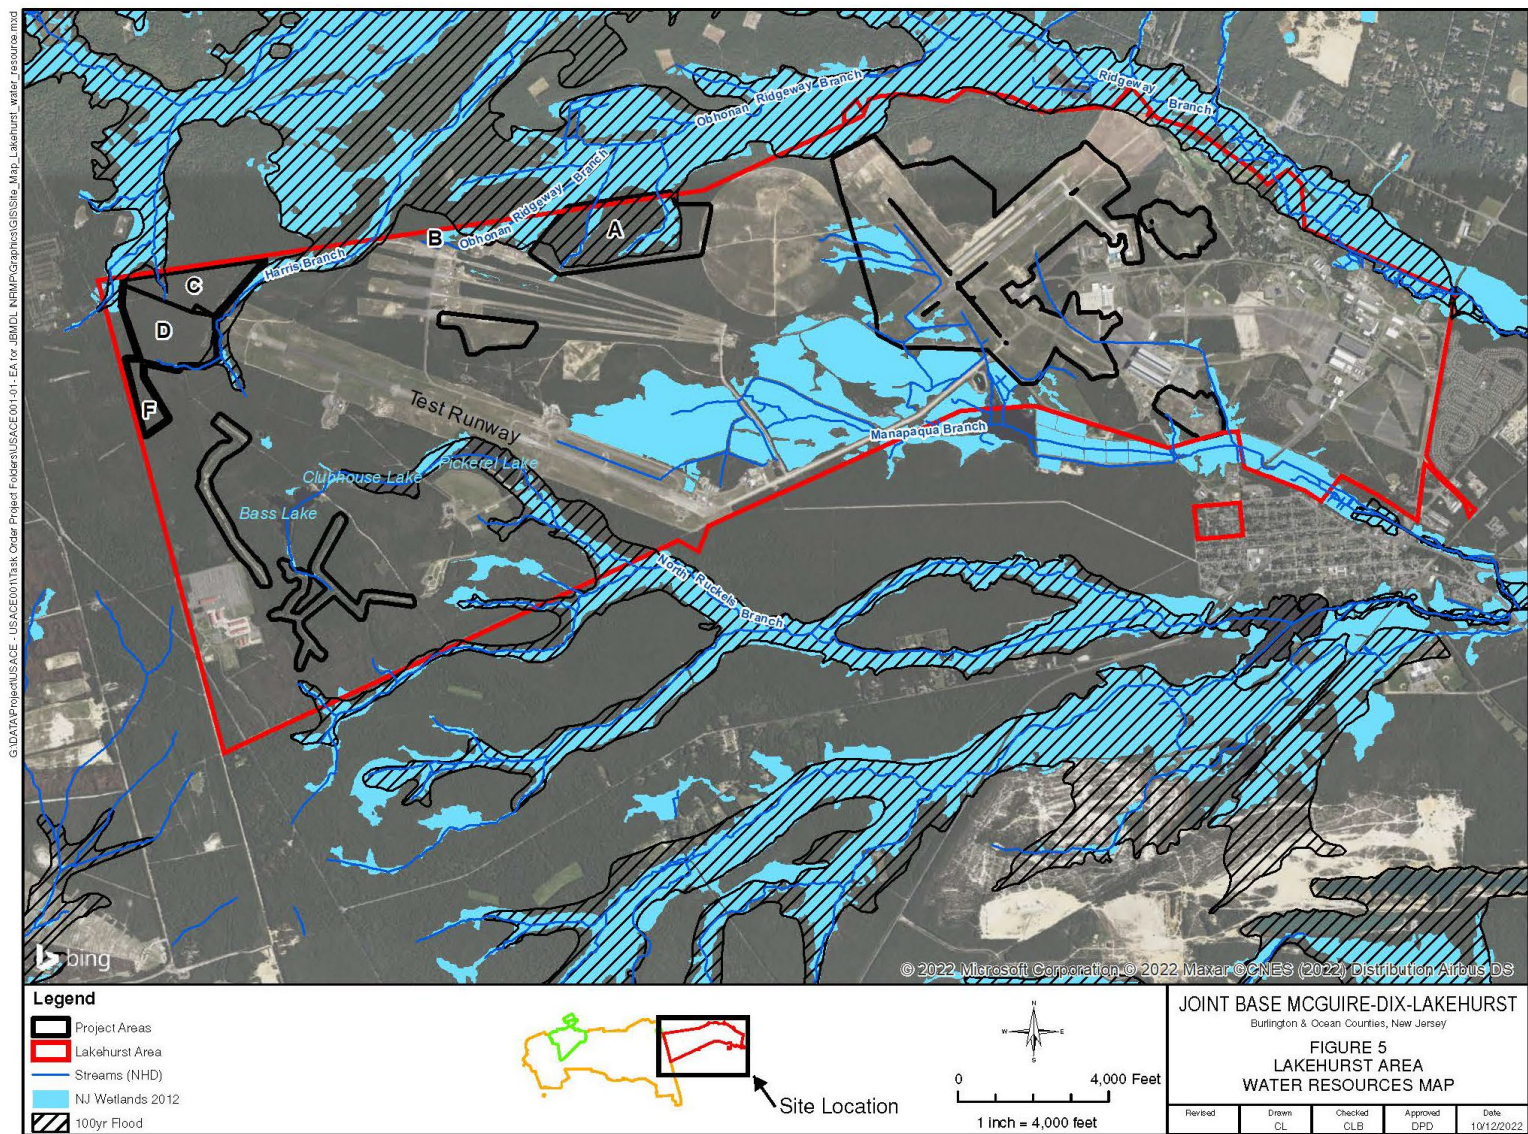 G:\DATA\Project\USACE - USACE001\Task Order Project Folders\USACE001-01- EA for JBMDL INRMP\Graphics\GIS\Site_Map_Lakehurst_water_resource.mxd
Ridgeway Branch
Obhonan Ridgeway Branch
Obhonan Ridgeway Branch
A
B
Harris Branch
C
D
F
Test Runway
Manapaqua Branch
Pickerel Lake
Clubhouse Lake
Bass Lake
North Ruckels Branch
bing
© 2022 Microsoft Corporation © 2022 Maxar ©CNES (2022) Distribution Airbus DS
Legend
Project Areas
Lakehurst Area
Streams (NHD)
NJ Wetlands 2012
100yr Flood
Site Location
N
W
E
S
0
4,000 Feet
1 inch = 4,000 feet
JOINT BASE MCGUIRE-DIX-LAKEHURST
Burlington & Ocean Counties, New Jersey
FIGURE 5
LAKEHURST AREA
WATER RESOURCES MAP
Revised
Drawn
CL
Checked
CLB
Approved
DPD
Date
10/12/2022